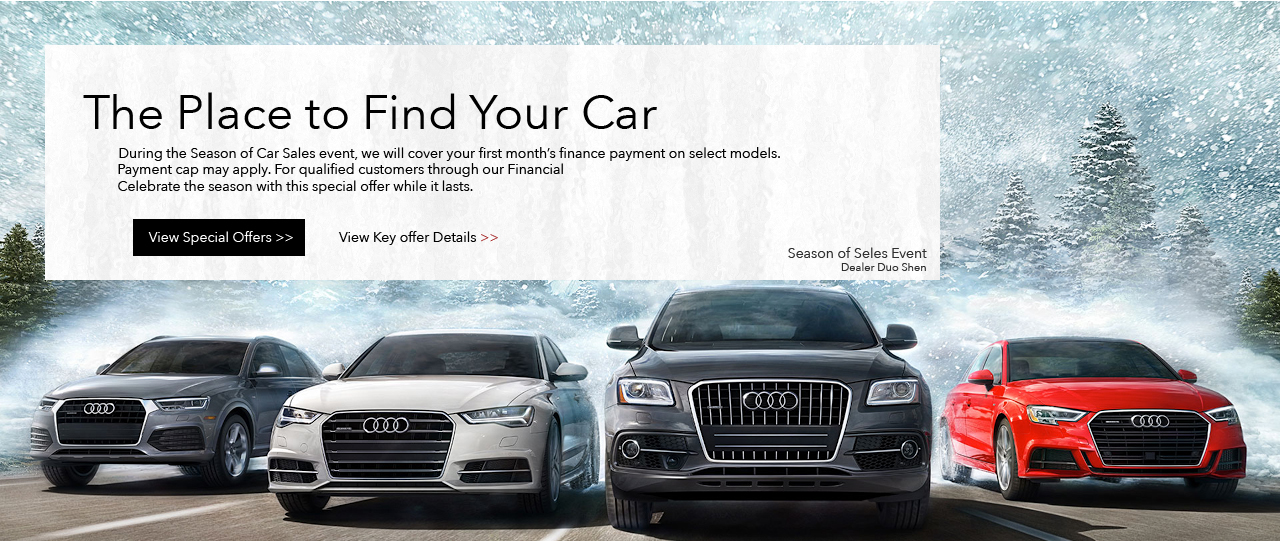 The Place to Find Your Car
During the Season of Car Sales event, we will cover your first month's finance payment on select models.
Payment cap may apply. For qualified customers through our Financial
Celebrate the season with this special offer while it lasts.
View Special Offers >>
View Key offer Details >>
Season of Seles Event
Dealer Duo Shen